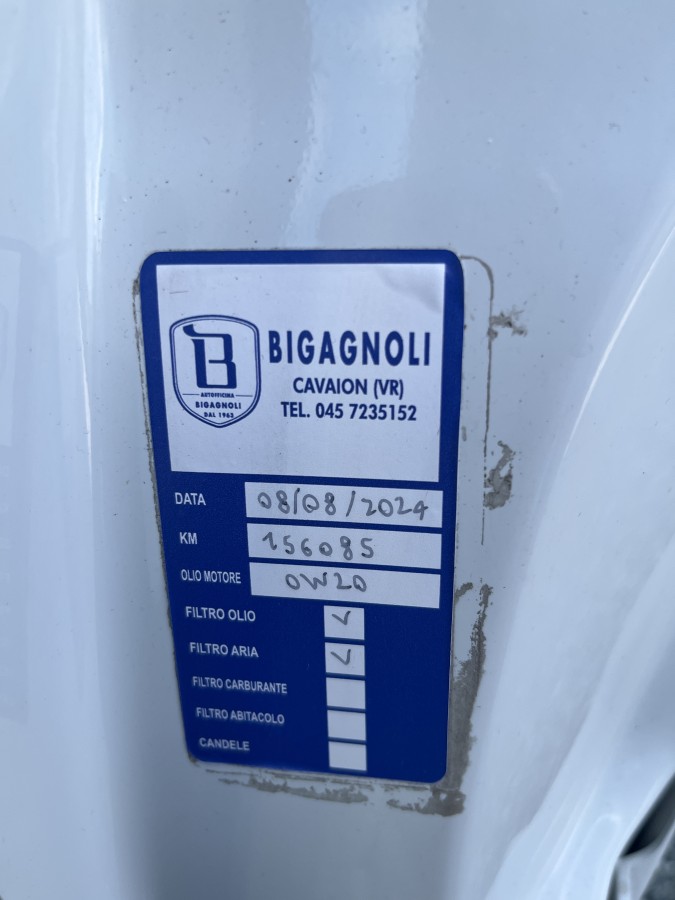 B
AUTOFFICINA
BIGAGNOLI
DAL 1963
BIGAGNOLI
CAVAION (VR)
TEL. 045 7235152
DATA 08/08/2024
KM 156085
OLIO MOTORE 0W20
FILTRO OLIO V
FILTRO ARIA V
FILTRO CARBURANTE
FILTRO ABITACOLO
CANDELE